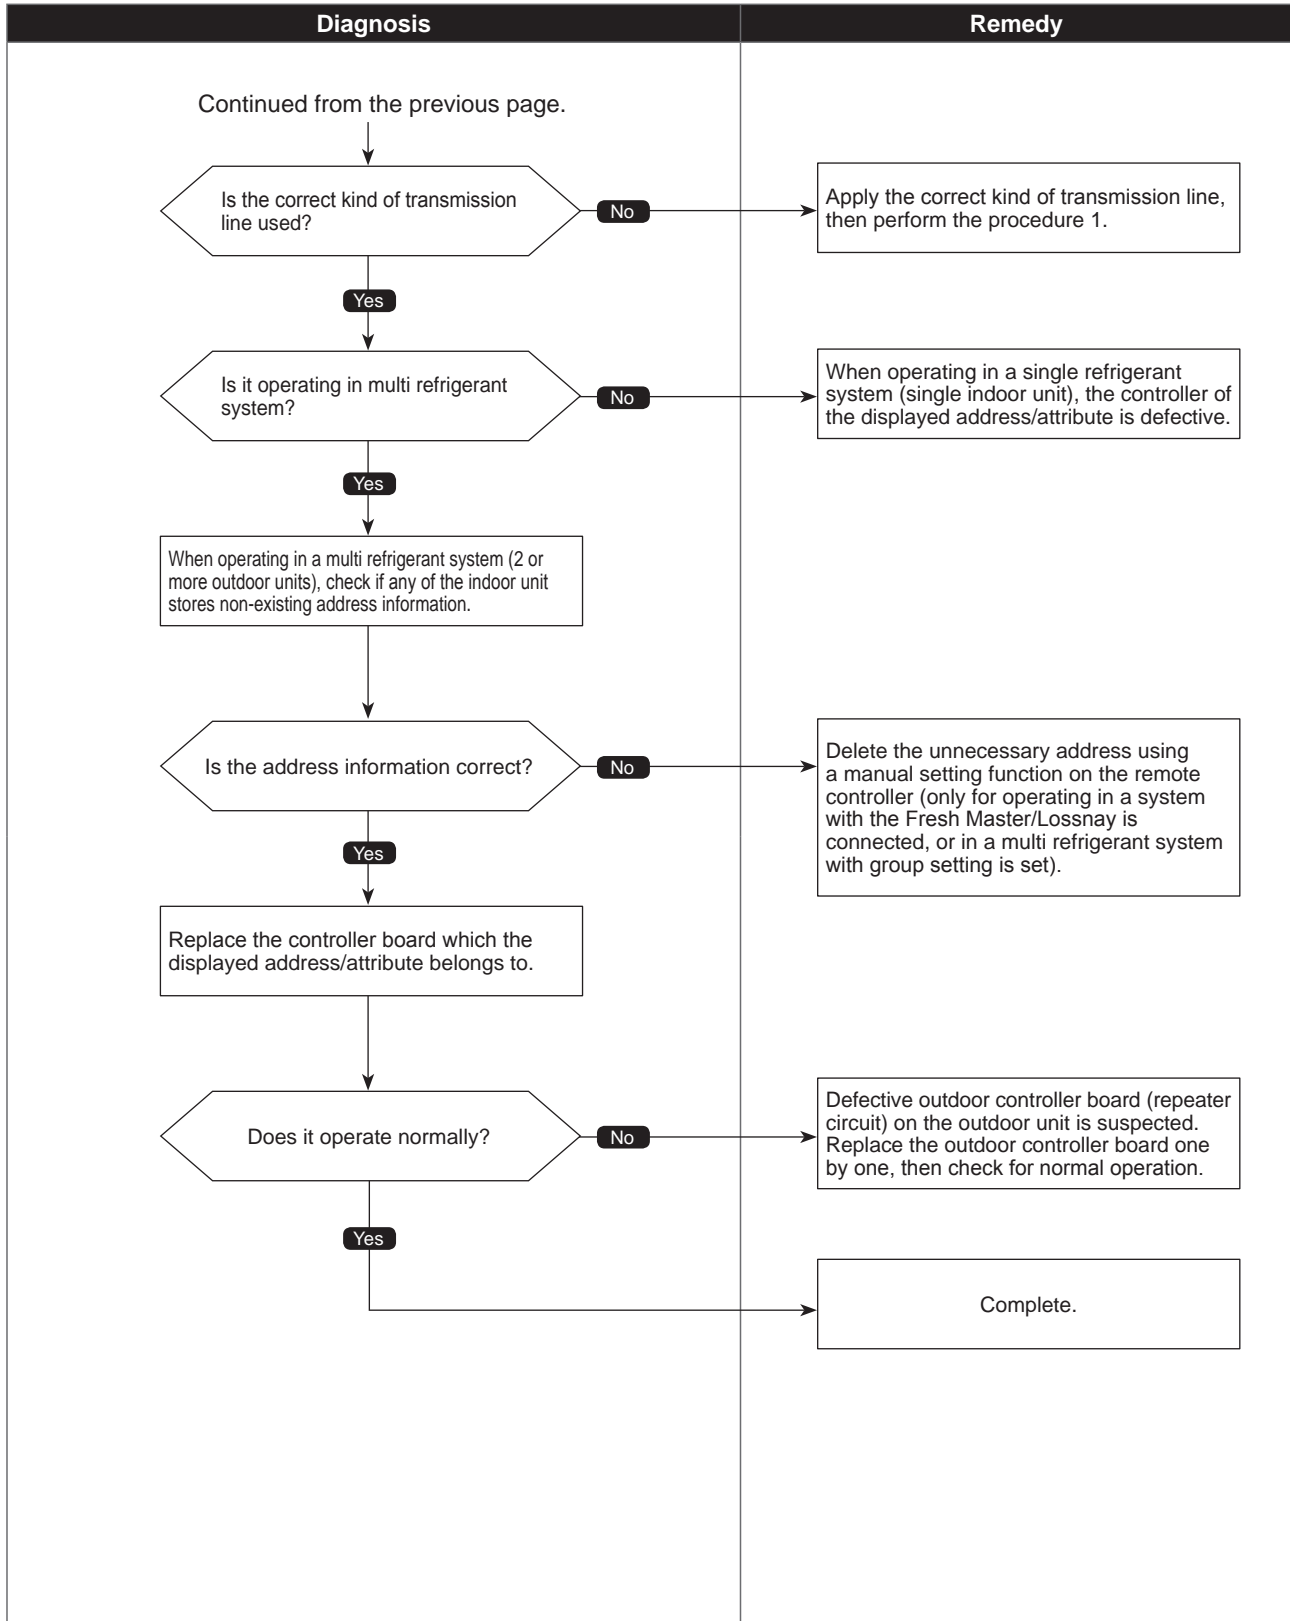 Diagnosis
Remedy
Continued from the previous page.
Is the correct kind of transmission
line used?
No
Apply the correct kind of transmission line,
then perform the procedure 1.
Yes
Is it operating in multi refrigerant
system?
No
When operating in a single refrigerant
system (single indoor unit), the controller of
the displayed address/attribute is defective.
Yes
When operating in a multi refrigerant system (2 or
more outdoor units), check if any of the indoor unit
stores non-existing address information.
Is the address information correct?
No
Delete the unnecessary address using
a manual setting function on the remote
controller (only for operating in a system
with the Fresh Master/Lossnay is
connected, or in a multi refrigerant system
with group setting is set).
Yes
Replace the controller board which the
displayed address/attribute belongs to.
Does it operate normally?
No
Defective outdoor controller board (repeater
circuit) on the outdoor unit is suspected.
Replace the outdoor controller board one
by one, then check for normal operation.
Yes
Complete.